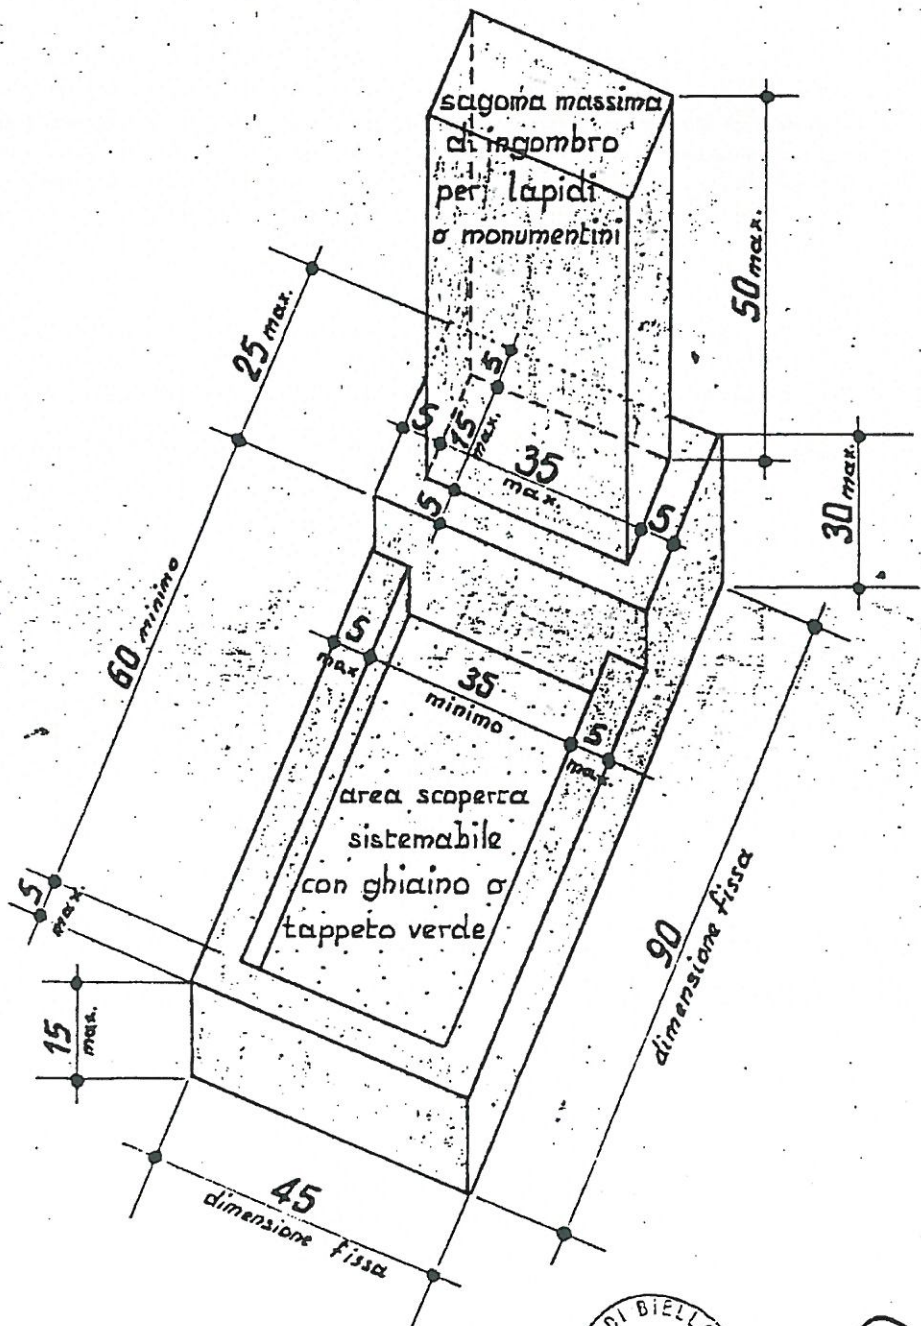 sagoma massima
di ingombro
per lapidi
o monumentini
50 max.
25 max.
5
5
15
max.
35
max.
5
5
30 max.
60 minimo
5
max
35
minimo
5
max.
area scoperta
sistemabile
con ghiaino o
tappeto verde
5
max.
90
dimensione fissa
15
max.
45
dimensione fissa
DI BIELL